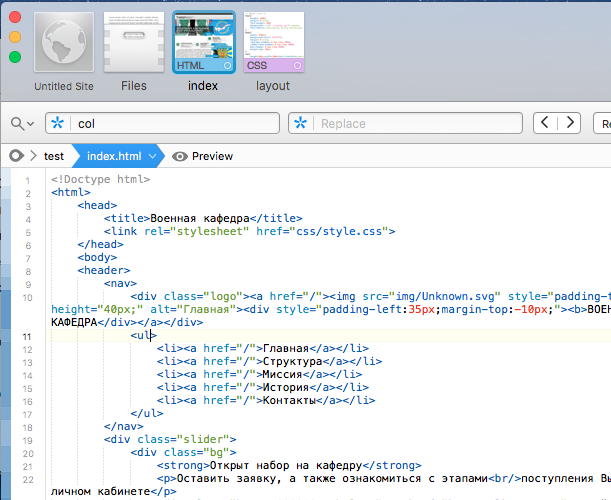 HTML
CSS
Untitled Site
Files
index
layout
col
Replace
test
index.html
Preview
1 <!Doctype html>
2 <html>
3 <head>
4 <title>Военная кафедра</title>
5 <link rel="stylesheet" href="css/style.css">
6 </head>
7 <body>
8 <header>
9 <nav>
10 <div class="logo"><a href="/"><img src="img/Unknown.svg" style="padding-t
height="40px;" alt="Главная"><div style="padding-left:35px;margin-top:-10px;"><b>ВОЕН
КАФЕДРА</div></a></div>
11 <ul>
12 <li><a href="/">Главная</a></li>
13 <li><a href="/">Структура</a></li>
14 <li><a href="/">Миссия</a></li>
15 <li><a href="/">История</a></li>
16 <li><a href="/">Контакты</a></li>
17 </ul>
18 </nav>
19 <div class="slider">
20 <div class="bg">
21 <strong>Открыт набор на кафедру</strong>
22 <p>Оставить заявку, а также ознакомиться с этапами<br/>поступления Вы
личном кабинете</p>